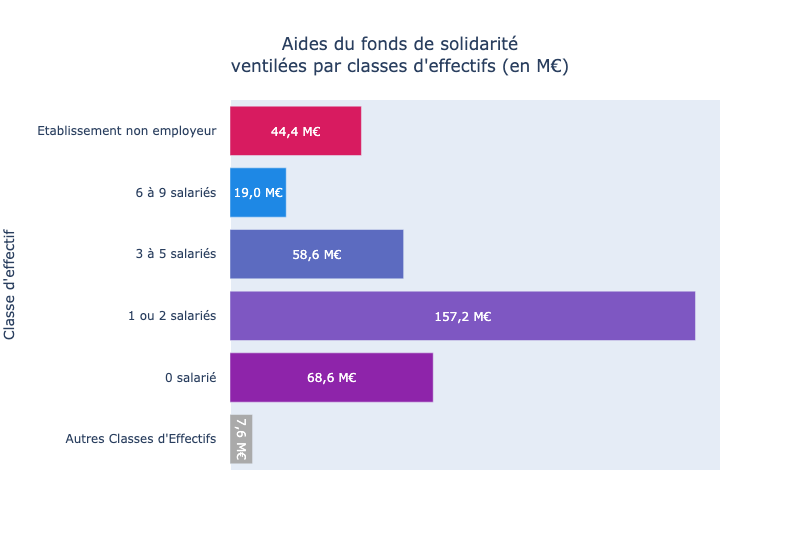 Aides du fonds de solidarité
ventilées par classes d'effectifs (en M€)
Classe d'effectif
Etablissement non employeur
44,4 M€
6 à 9 salariés
19,0 M€
3 à 5 salariés
58,6 M€
1 ou 2 salariés
157,2 M€
0 salarié
68,6 M€
Autres Classes d'Effectifs
7,6 M€